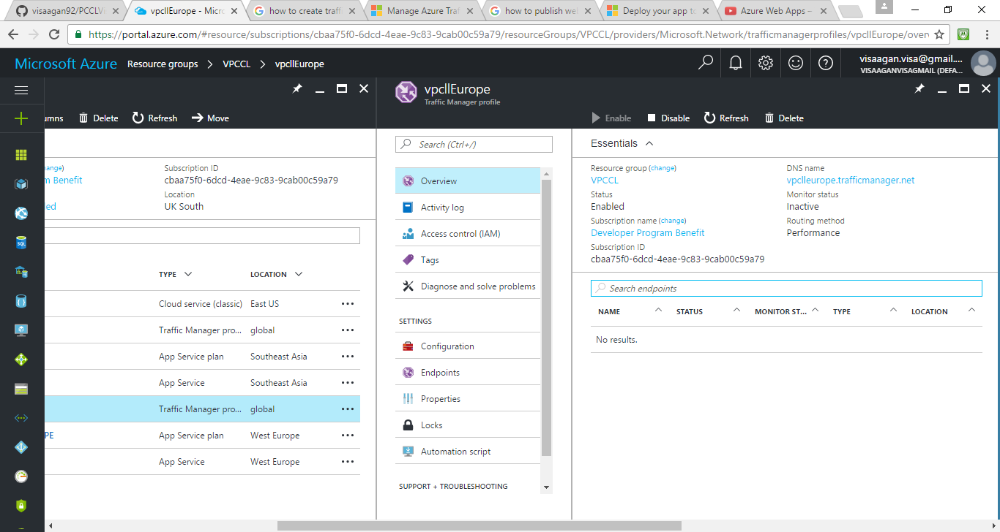 visaagan92/PCCLV
vpcllEurope - Micro
how to create traff
Manage Azure Traf
how to publish wel
Deploy your app to
Azure Web Apps –
https://portal.azure.com/#resource/subscriptions/cbaa75f0-6dcd-4eae-9c83-9cab00c59a79/resourceGroups/VPCCL/providers/Microsoft.Network/trafficmanagerprofiles/vpcllEurope/overv
Microsoft Azure Resource groups > VPCCL > vpcllEurope
visaagan.visa@gmail....
VISAAGANVISAGMAIL (DEFA...
umns Delete Refresh Move
ange)
m Benefit
ed
Subscription ID
cbaa75f0-6dcd-4eae-9c83-9cab00c59a79
Location
UK South
TYPE LOCATION
Cloud service (classic) East US ...
Traffic Manager pro... global ...
App Service plan Southeast Asia ...
App Service Southeast Asia ...
Traffic Manager pro... global ...
PE App Service plan West Europe ...
App Service West Europe ...
vpcllEurope
Traffic Manager profile
Enable Disable Refresh Delete
Search (Ctrl+/)
Overview
Activity log
Access control (IAM)
Tags
Diagnose and solve problems
SETTINGS
Configuration
Endpoints
Properties
Locks
Automation script
SUPPORT + TROUBLESHOOTING
Essentials
Resource group (change)
VPCCL
Status
Enabled
Subscription name (change)
Developer Program Benefit
Subscription ID
cbaa75f0-6dcd-4eae-9c83-9cab00c59a79
DNS name
vpclleurope.trafficmanager.net
Monitor status
Inactive
Routing method
Performance
Search endpoints
NAME STATUS MONITOR ST... TYPE LOCATION
No results.
SQL